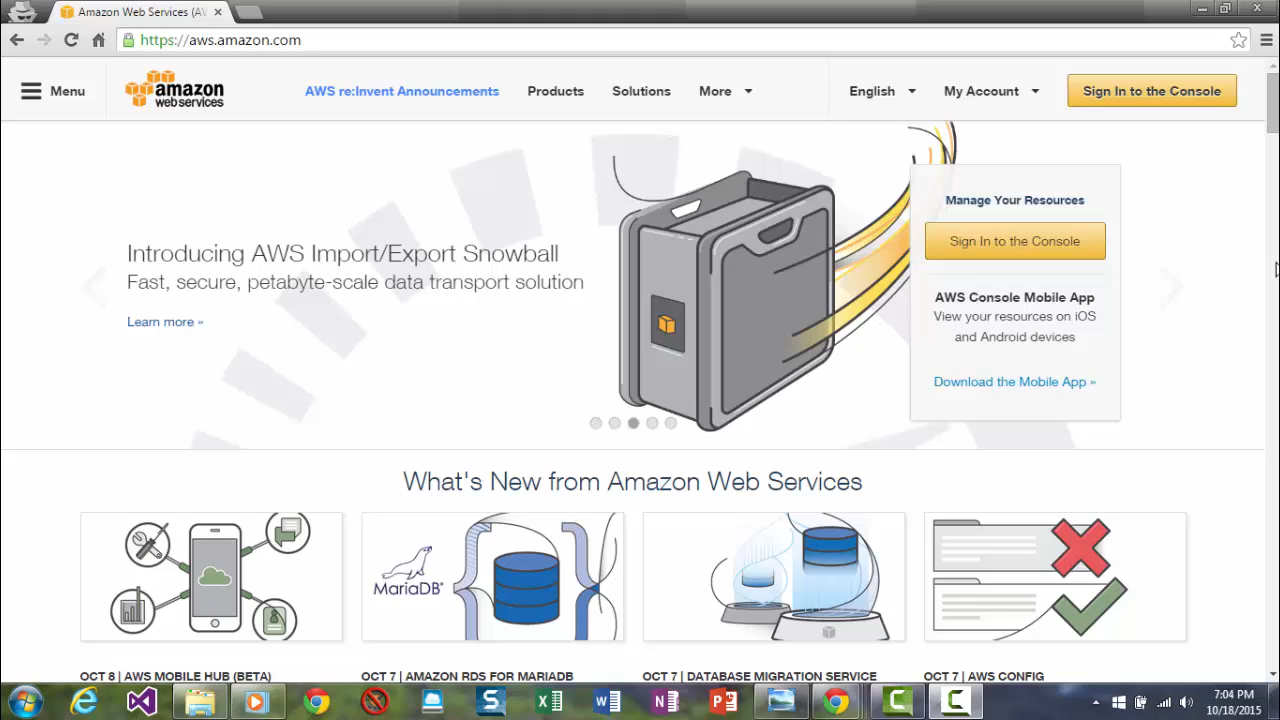 Amazon Web Services (AW
https://aws.amazon.com
Menu
amazon
web services
AWS re:Invent Announcements
Products
Solutions
More
English
My Account
Sign In to the Console
Introducing AWS Import/Export Snowball
Fast, secure, petabyte-scale data transport solution
Learn more »
Manage Your Resources
Sign In to the Console
AWS Console Mobile App
View your resources on iOS
and Android devices
Download the Mobile App »
What's New from Amazon Web Services
MariaDB
OCT 8 | AWS MOBILE HUB (BETA)
OCT 7 | AMAZON RDS FOR MARIADB
OCT 7 | DATABASE MIGRATION SERVICE
OCT 7 | AWS CONFIG
7:04 PM
10/18/2015